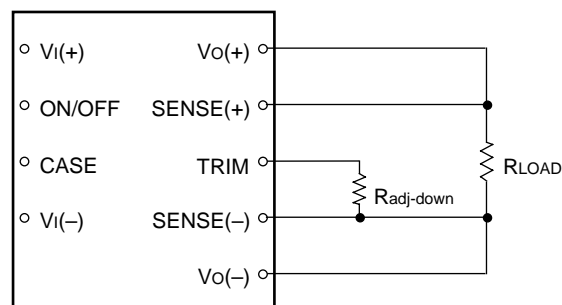 VI(+) VO(+)
ON/OFF SENSE(+)
CASE TRIM RLOAD
Radj-down
VI(–) SENSE(–)
VO(–)